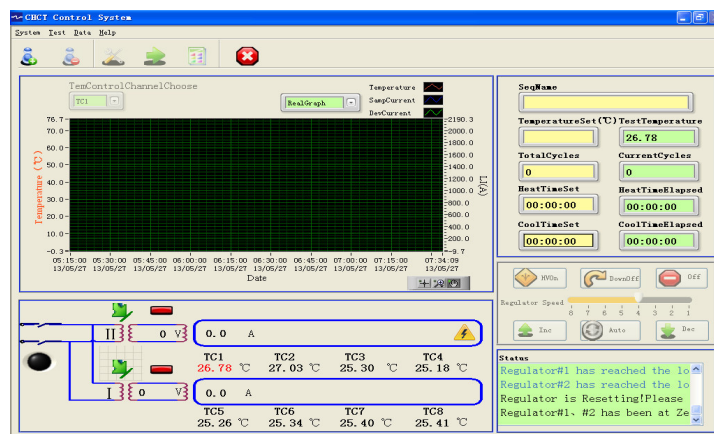 CHCT Control System
System Test Data Help
TemControlChannelChoose
TC1
RealGraph
Temperature
SampCurrent
DevCurrent
76.7
70.0
60.0
50.0
40.0
30.0
20.0
10.0
-0.3
Temperature (℃)
2190.3
2000.0
1800.0
1600.0
1400.0
1200.0
1000.0
800.0
600.0
400.0
200.0
-9.7
LI(A)
05:15:00 05:30:00 05:45:00 06:00:00 06:15:00 06:30:00 06:45:00 07:00:00 07:15:00 07:34:09
13/05/27 13/05/27 13/05/27 13/05/27 13/05/27 13/05/27 13/05/27 13/05/27 13/05/27 13/05/27
Date
SeqName
TemperatureSet(℃) TestTemperature
26.78
TotalCycles CurrentCycles
0 0
HeatTimeSet HeatTimeElapsed
00:00:00 00:00:00
CoolTimeSet CoolTimeElapsed
00:00:00 00:00:00
HVOn DownOff Off
Regulator Speed
8 7 6 5 4 3 2 1
Inc Auto Dec
II 0 V 0.0 A
TC1 TC2 TC3 TC4
26.78 ℃ 27.03 ℃ 25.30 ℃ 25.18 ℃
I 0 V 0.0 A
TC5 TC6 TC7 TC8
25.26 ℃ 25.34 ℃ 25.40 ℃ 25.41 ℃
Status
Regulator#1 has reached the lo
Regulator#2 has reached the lo
Regulator is Resetting!Please
Regulator#1、#2 has been at Ze